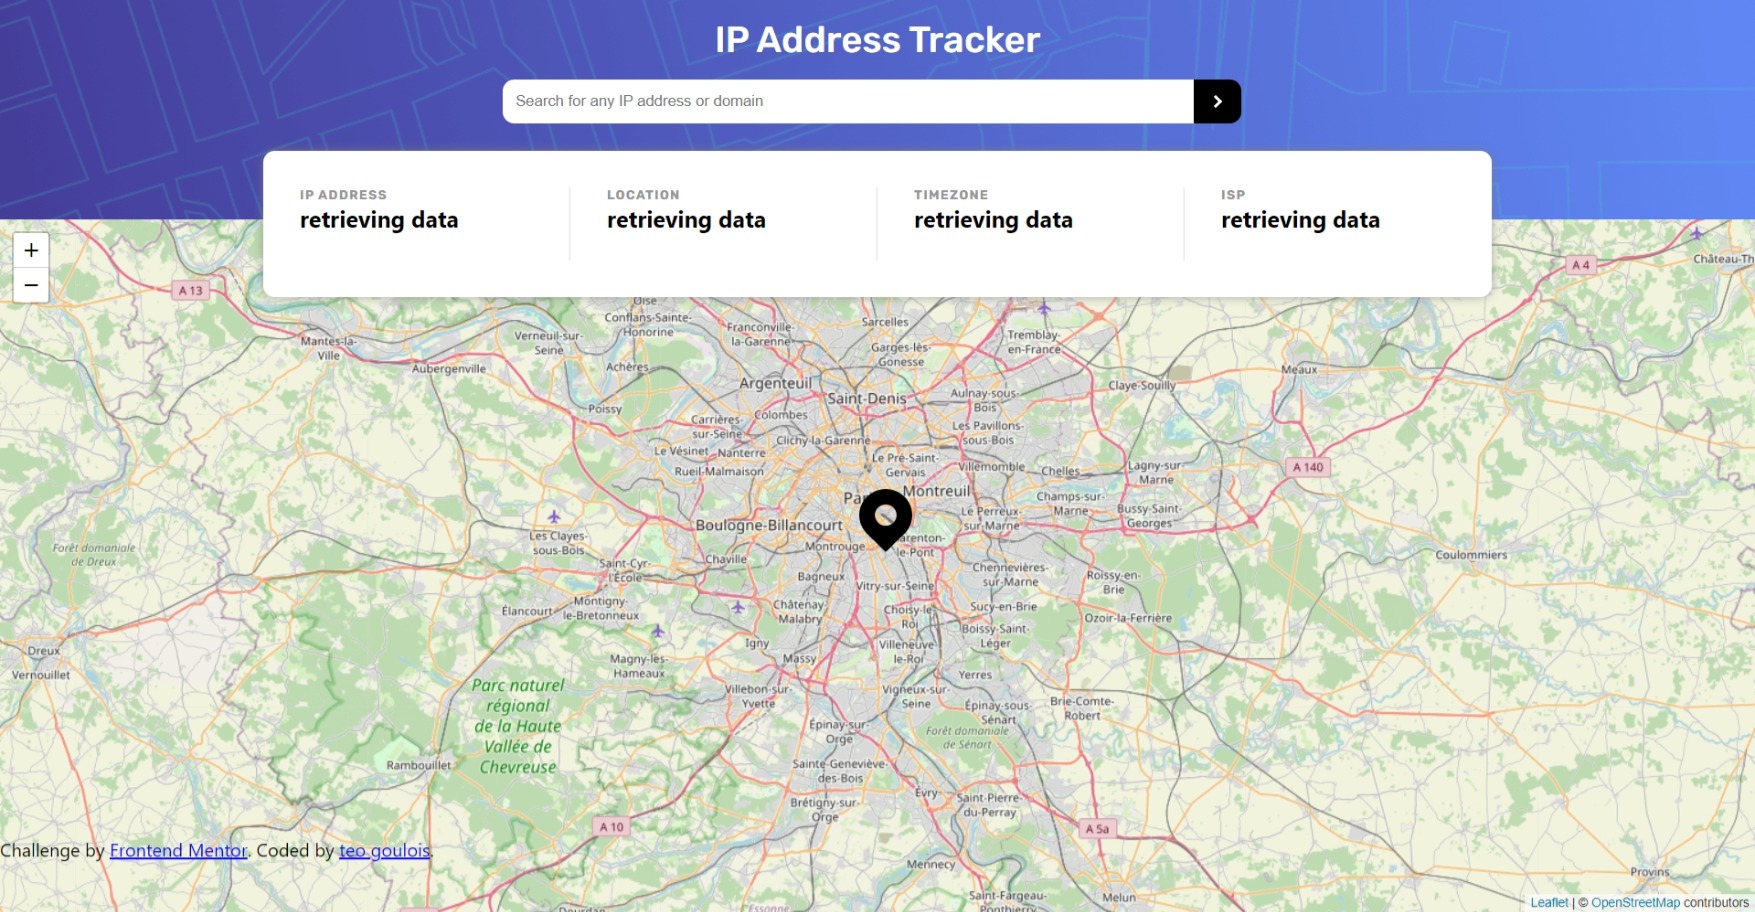 IP Address Tracker
Search for any IP address or domain
IP ADDRESS
retrieving data
LOCATION
retrieving data
TIMEZONE
retrieving data
ISP
retrieving data
+
−
A 13
A 4
Château-Th
Oise
Conflans-Sainte-
Honorine
Mantes-la-
Ville
Verneuil-sur-
Seine
Franconville-
la-Garenne
Sarcelles
Garges-lès-
Gonesse
Tremblay-
en-France
Aubergenville
Achères
Meaux
Argenteuil
Claye-Souilly
Saint-Denis
Aulnay-sous-
Bois
Poissy
Carrières-
sur-Seine
Colombes
Les Pavillons-
sous-Bois
Clichy-la-Garenne
Le Vésinet
Nanterre
Rueil-Malmaison
Le Pré-Saint-
Gervais
Villemomble
Chelles
Lagny-sur-
Marne
A 140
Montreuil
Champs-sur-
Marne
Boulogne-Billancourt
Le Perreux-
sur-Marne
Bussy-Saint-
Georges
Les Clayes-
sous-Bois
Forêt domaniale
de Dreux
Montrouge
arenton-
le-Pont
Coulommiers
Saint-Cyr-
l'École
Chaville
Bagneux
Vitry-sur-Seine
Chennevières-
sur-Marne
Roissy-en-
Brie
Élancourt
Montigny-
le-Bretonneux
Châtenay-
Malabry
Choisy-le-
Roi
Sucy-en-Brie
Ozoir-la-Ferrière
Boissy-Saint-
Léger
Igny
Massy
Villeneuve-
le-Roi
Dreux
Vernouillet
Magny-les-
Hameaux
Yerres
Parc naturel
régional
de la Haute
Vallée de
Chevreuse
Villebon-sur-
Yvette
Vigneux-sur-
Seine
Épinay-sous-
Sénart
Brie-Comte-
Robert
Épinay-sur-
Orge
Forêt domaniale
de Sénart
Rambouillet
Sainte-Geneviève-
des-Bois
Évry
Brétigny-sur-
Orge
Saint-Pierre-
du-Perray
A 10
A 5a
Challenge by Frontend Mentor. Coded by teo goulois.
Mennecy
Provins
Saint-Fargeau-
Ponthierry
Melun
Essonne
Dourdan
Leaflet | © OpenStreetMap contributors